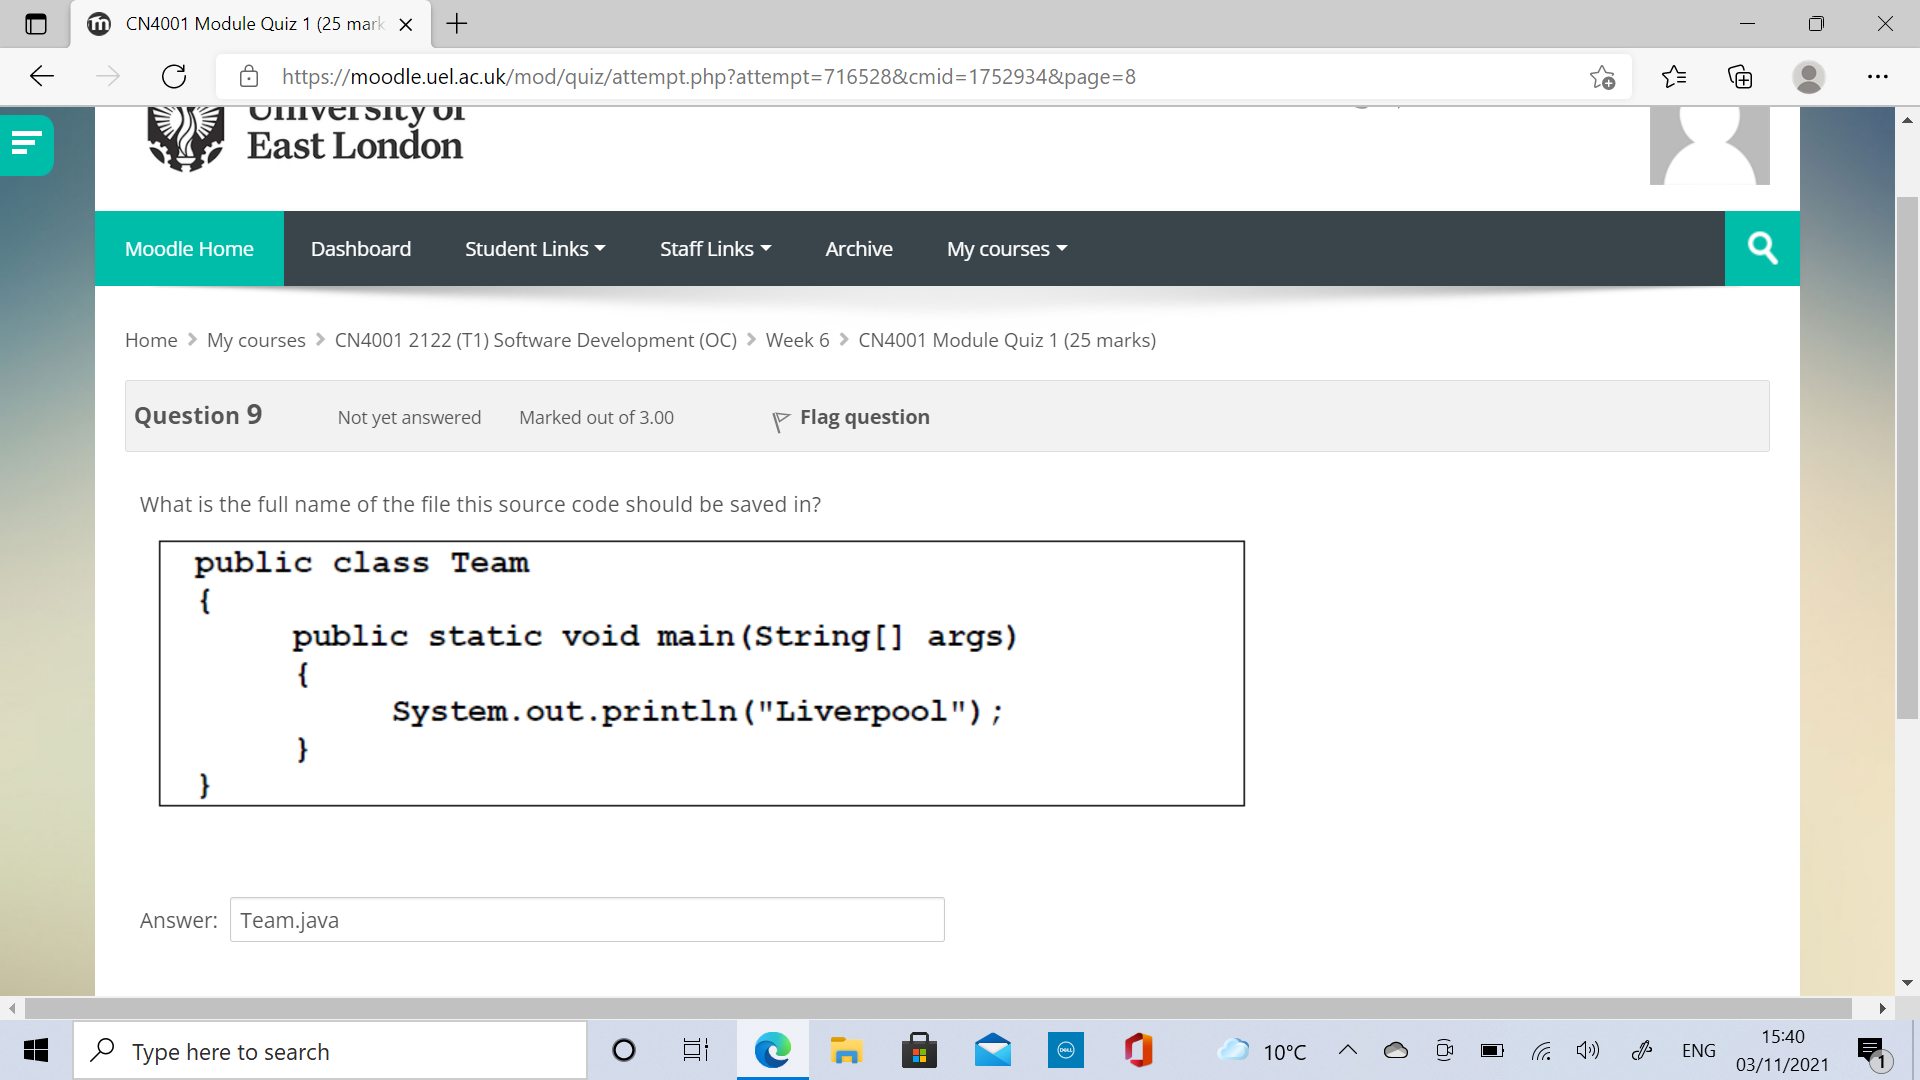 CN4001 Module Quiz 1 (25 mark
https://moodle.uel.ac.uk/mod/quiz/attempt.php?attempt=716528&cmid=1752934&page=8
University of
East London
Moodle Home Dashboard Student Links Staff Links Archive My courses
Home > My courses > CN4001 2122 (T1) Software Development (OC) > Week 6 > CN4001 Module Quiz 1 (25 marks)
Question 9 Not yet answered Marked out of 3.00 Flag question
What is the full name of the file this source code should be saved in?
public class Team
{
public static void main(String[] args)
{
System.out.println("Liverpool");
}
}
Answer: Team.java
Type here to search
DELL
10°C
ENG
15:40
03/11/2021
1